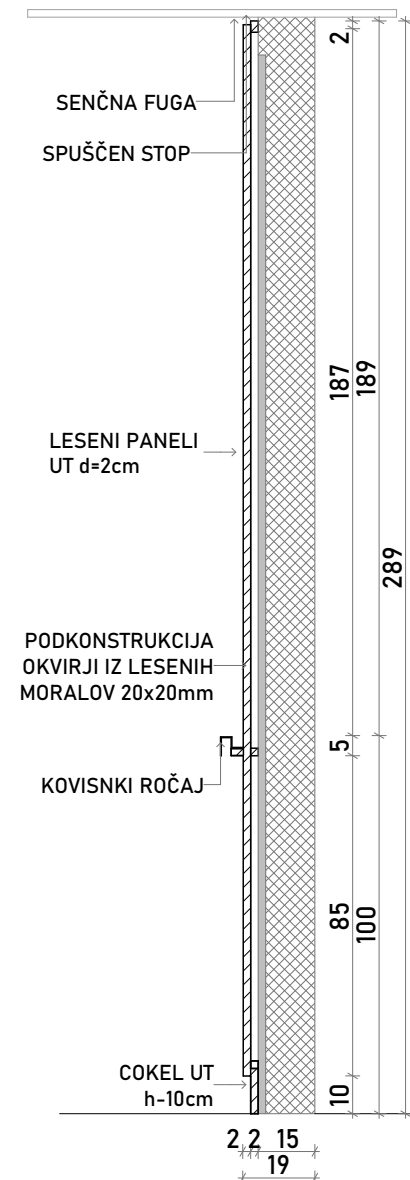 2
SENČNA FUGA
SPUŠČEN STOP
187
189
LESENI PANELI
UT d=2cm
289
PODKONSTRUKCIJA
OKVIRJI IZ LESENIH
MORALOV 20x20mm
5
KOVISNKI ROČAJ
85
100
COKEL UT
h-10cm
10
2 2 15
19